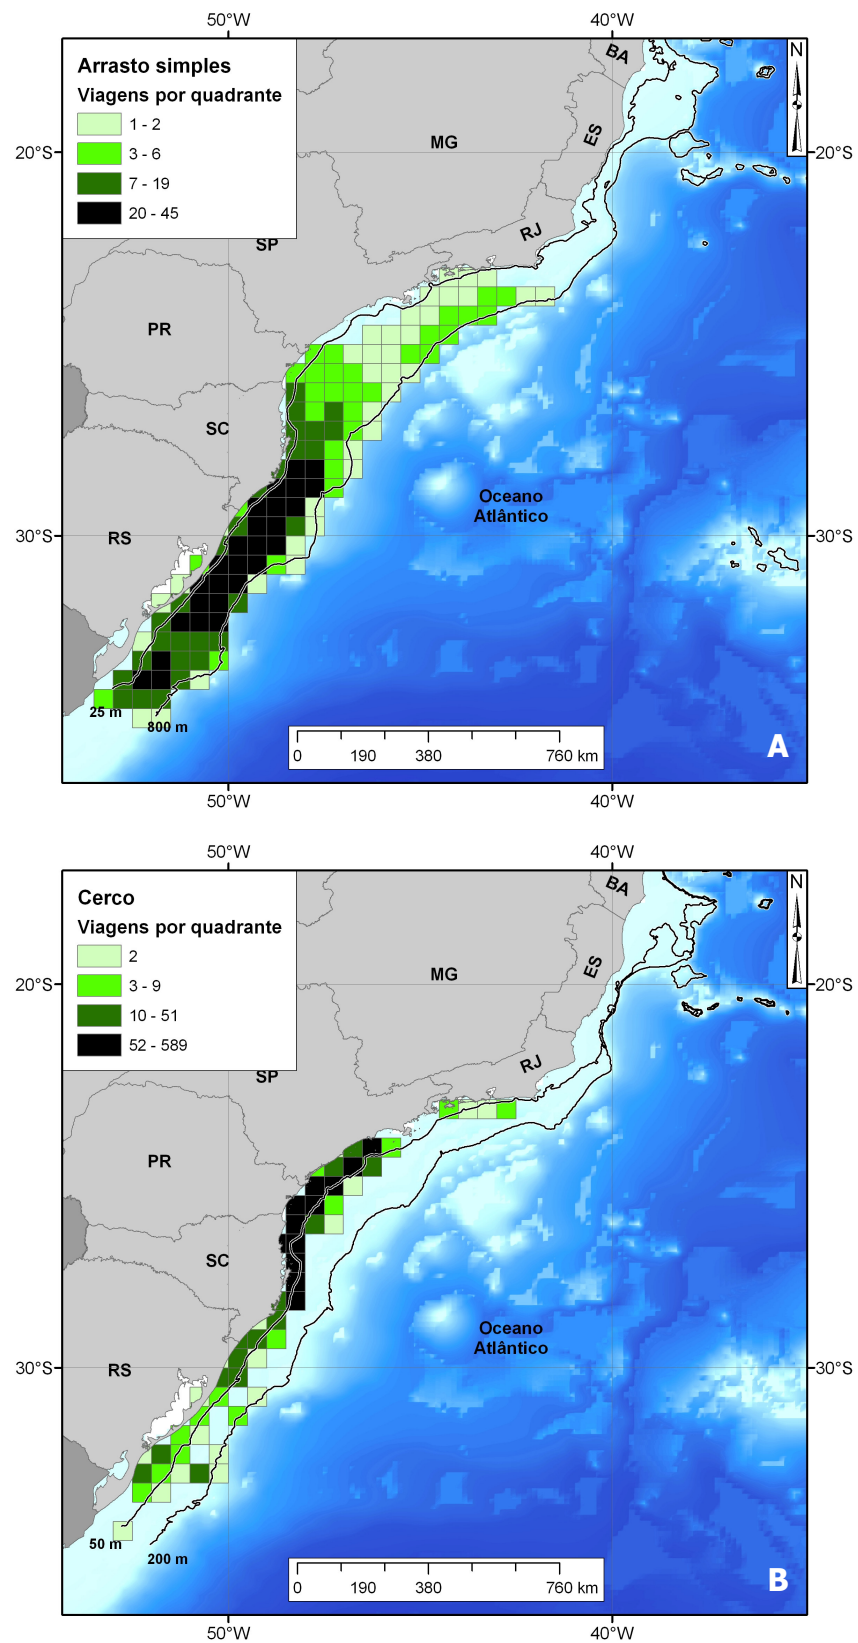 50°W
40°W
Arrasto simples
Viagens por quadrante
1 - 2
3 - 6
7 - 19
20 - 45
BA
N
MG
ES
20°S
20°S
RJ
SP
PR
SC
Oceano
Atlântico
RS
30°S
30°S
25 m
800 m
0
190
380
760 km
A
50°W
40°W
50°W
40°W
Cerco
Viagens por quadrante
2
3 - 9
10 - 51
52 - 589
BA
N
MG
ES
20°S
20°S
RJ
SP
PR
SC
Oceano
Atlântico
RS
30°S
30°S
50 m
200 m
0
190
380
760 km
B
50°W
40°W